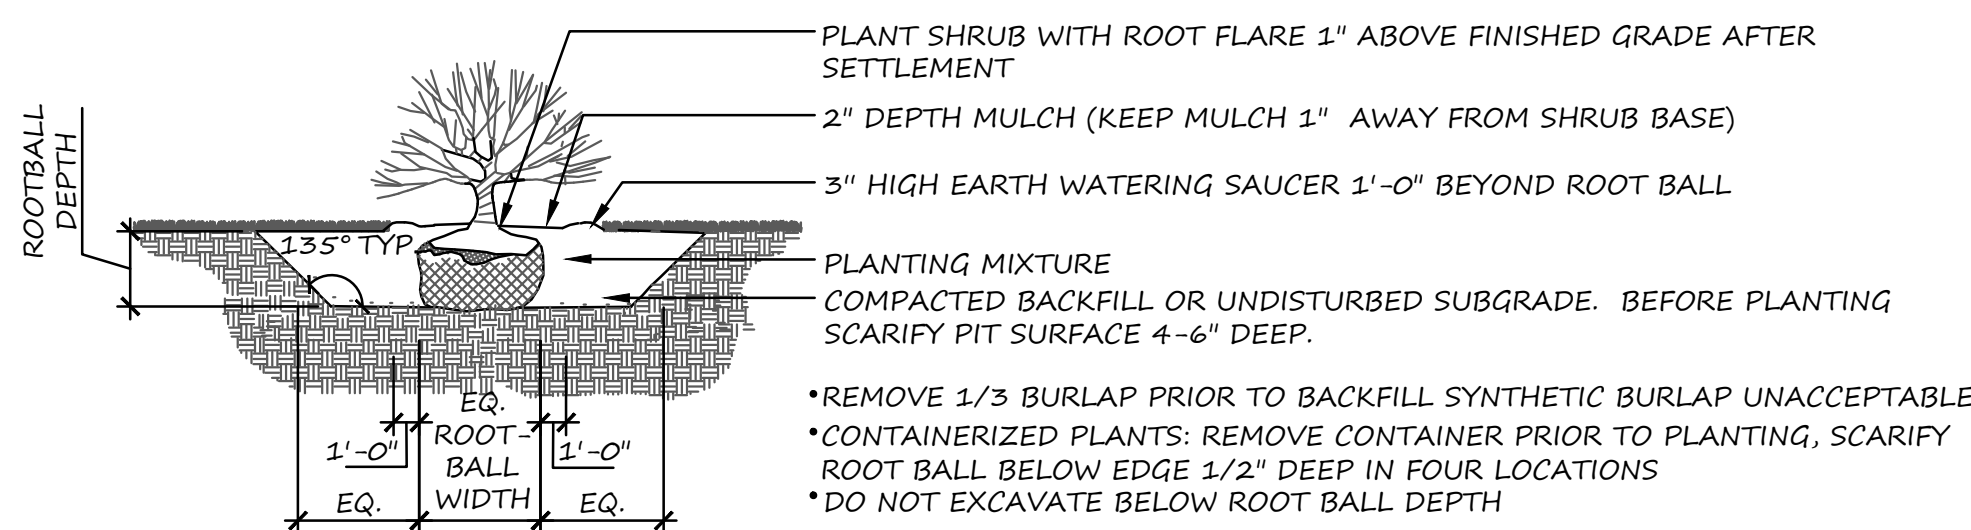 PLANT SHRUB WITH ROOT FLARE 1" ABOVE FINISHED GRADE AFTER
SETTLEMENT
2" DEPTH MULCH (KEEP MULCH 1" AWAY FROM SHRUB BASE)
3" HIGH EARTH WATERING SAUCER 1'-0" BEYOND ROOT BALL
ROOTBALL
DEPTH
135° TYP
PLANTING MIXTURE
COMPACTED BACKFILL OR UNDISTURBED SUBGRADE. BEFORE PLANTING
SCARIFY PIT SURFACE 4-6" DEEP.
•REMOVE 1/3 BURLAP PRIOR TO BACKFILL SYNTHETIC BURLAP UNACCEPTABLE
•CONTAINERIZED PLANTS: REMOVE CONTAINER PRIOR TO PLANTING, SCARIFY
ROOT BALL BELOW EDGE 1/2" DEEP IN FOUR LOCATIONS
•DO NOT EXCAVATE BELOW ROOT BALL DEPTH
1'-0"
EQ.
ROOT-
BALL
WIDTH
1'-0"
EQ.
EQ.